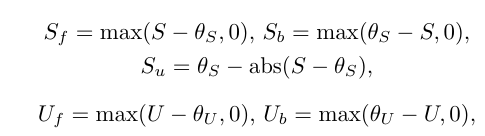 S_f = max(S − θ_S, 0), S_b = max(θ_S − S, 0),
S_u = θ_S − abs(S − θ_S),
U_f = max(U − θ_U, 0), U_b = max(θ_U − U, 0),